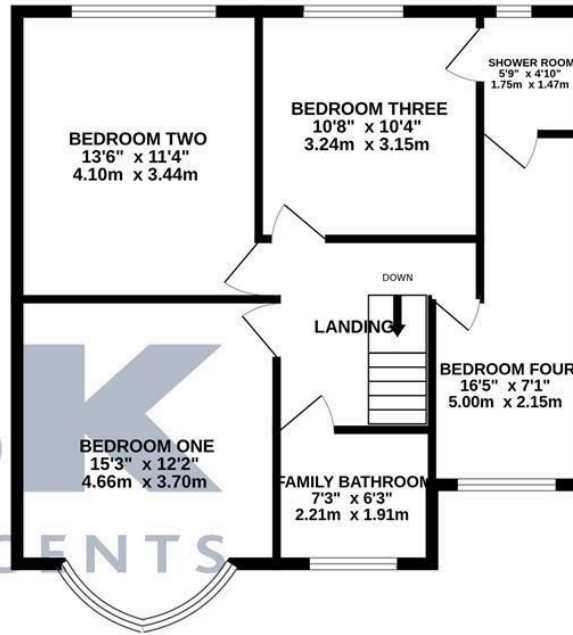 SHOWER ROOM
5'9" x 4'10"
1.75m x 1.47m
BEDROOM THREE
10'8" x 10'4"
3.24m x 3.15m
BEDROOM TWO
13'6" x 11'4"
4.10m x 3.44m
DOWN
LANDING
BEDROOM FOUR
16'5" x 7'1"
5.00m x 2.15m
BEDROOM ONE
15'3" x 12'2"
4.66m x 3.70m
FAMILY BATHROOM
7'3" x 6'3"
2.21m x 1.91m
OK
GENTS